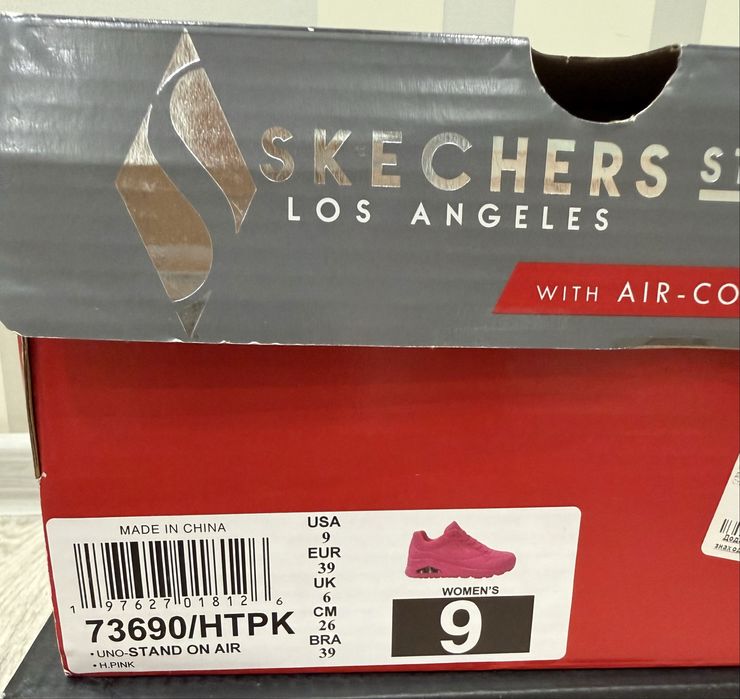 SKECHERS
LOS ANGELES
WITH AIR-CO
MADE IN CHINA
1 97627 01812 6
73690/HTPK
• UNO-STAND ON AIR
• H.PINK
USA
9
EUR
39
UK
6
CM
26
BRA
39
WOMEN'S
9